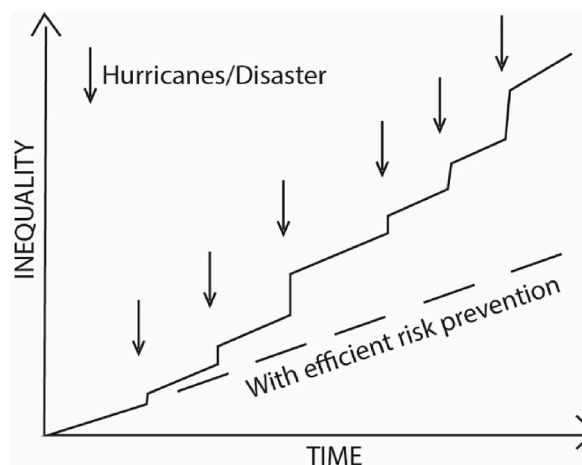 Hurricanes/Disaster
INEQUALITY
With efficient risk prevention
TIME